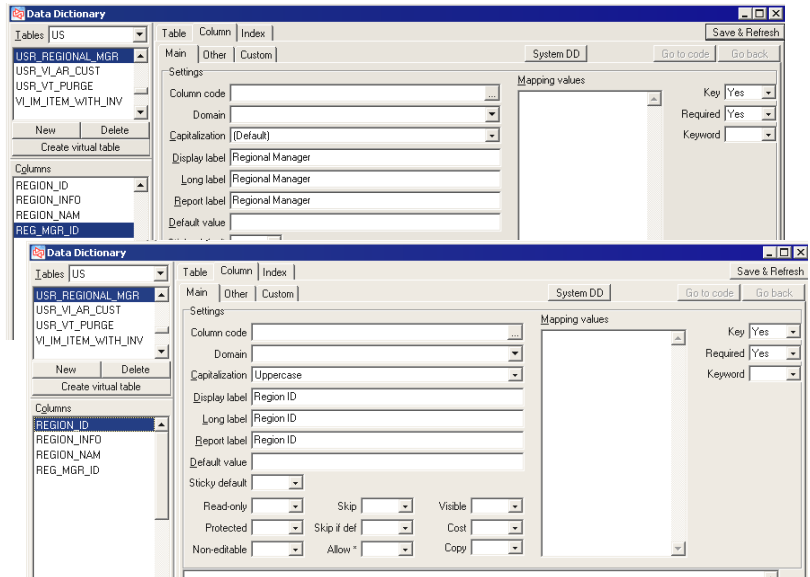 Data Dictionary
Tables US
Table Column Index Save & Refresh
USR_REGIONAL_MGR
USR_VI_AR_CUST
USR_VT_PURGE
VI_IM_ITEM_WITH_INV
Main Other Custom System DD Go to code Go back
Settings
Mapping values
Column code ...
Key Yes
Domain
Required Yes
Capitalization (Default)
Keyword
New Delete
Create virtual table
Display label Regional Manager
Long label Regional Manager
Columns
REGION_ID
REGION_INFO
REGION_NAM
REG_MGR_ID
Report label Regional Manager
Default value
Data Dictionary
Tables US
Table Column Index Save & Refresh
USR_REGIONAL_MGR
USR_VI_AR_CUST
USR_VT_PURGE
VI_IM_ITEM_WITH_INV
Main Other Custom System DD Go to code Go back
Settings
Mapping values
Column code ...
Key Yes
Domain
Required Yes
Capitalization Uppercase
Keyword
New Delete
Create virtual table
Display label Region ID
Long label Region ID
Columns
REGION_ID
REGION_INFO
REGION_NAM
REG_MGR_ID
Report label Region ID
Default value
Sticky default
Read-only Skip Visible
Protected Skip if def Cost
Non-editable Allow * Copy